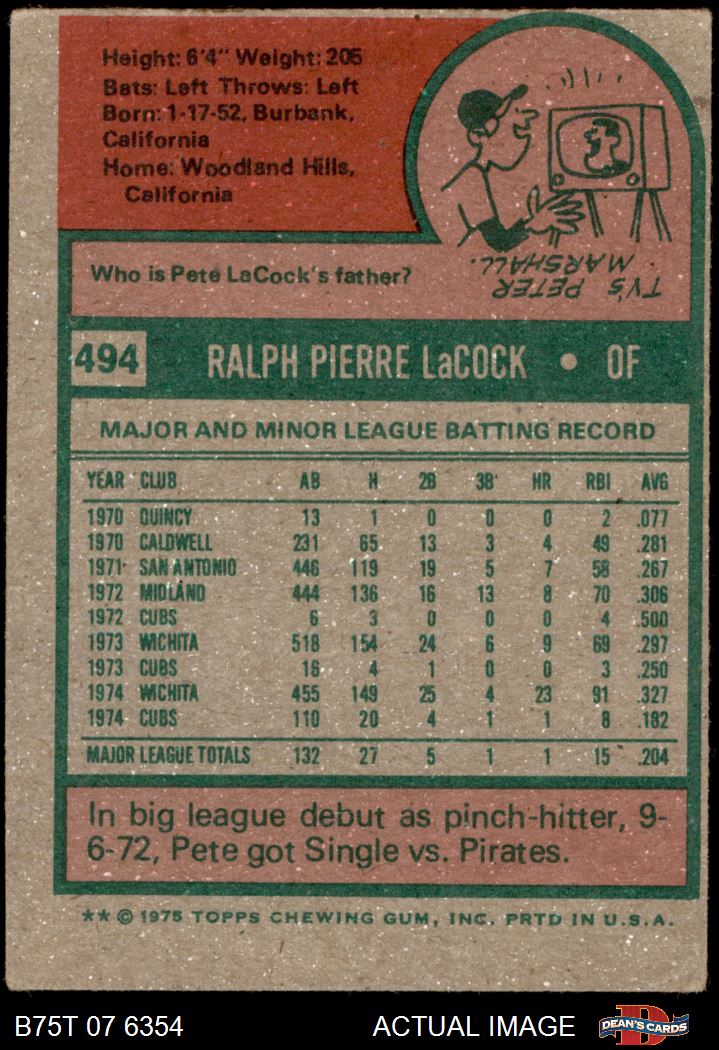 Height: 6'4" Weight: 205
Bats: Left Throws: Left
Born: 1-17-52, Burbank,
California
Home: Woodland Hills,
California
Who is Pete LaCock's father?
TV'S PETER
MARSHALL.
494 RALPH PIERRE LaCOCK • OF
MAJOR AND MINOR LEAGUE BATTING RECORD
YEAR CLUB AB H 2B 3B HR RBI AVG
1970 QUINCY 13 1 0 0 0 2 .077
1970 CALDWELL 231 65 13 3 4 49 .281
1971 SAN ANTONIO 446 119 19 5 7 58 .267
1972 MIDLAND 444 136 16 13 8 70 .306
1972 CUBS 6 3 0 0 0 4 .500
1973 WICHITA 518 154 24 6 9 69 .297
1973 CUBS 16 4 1 0 0 3 .250
1974 WICHITA 455 149 25 4 23 91 .327
1974 CUBS 110 20 4 1 1 8 .182
MAJOR LEAGUE TOTALS 132 27 5 1 1 15 .204
In big league debut as pinch-hitter, 9-
6-72, Pete got Single vs. Pirates.
** © 1975 TOPPS CHEWING GUM, INC. PRTD IN U.S.A.
B75T 07 6354 ACTUAL IMAGE DEAN'S CARDS